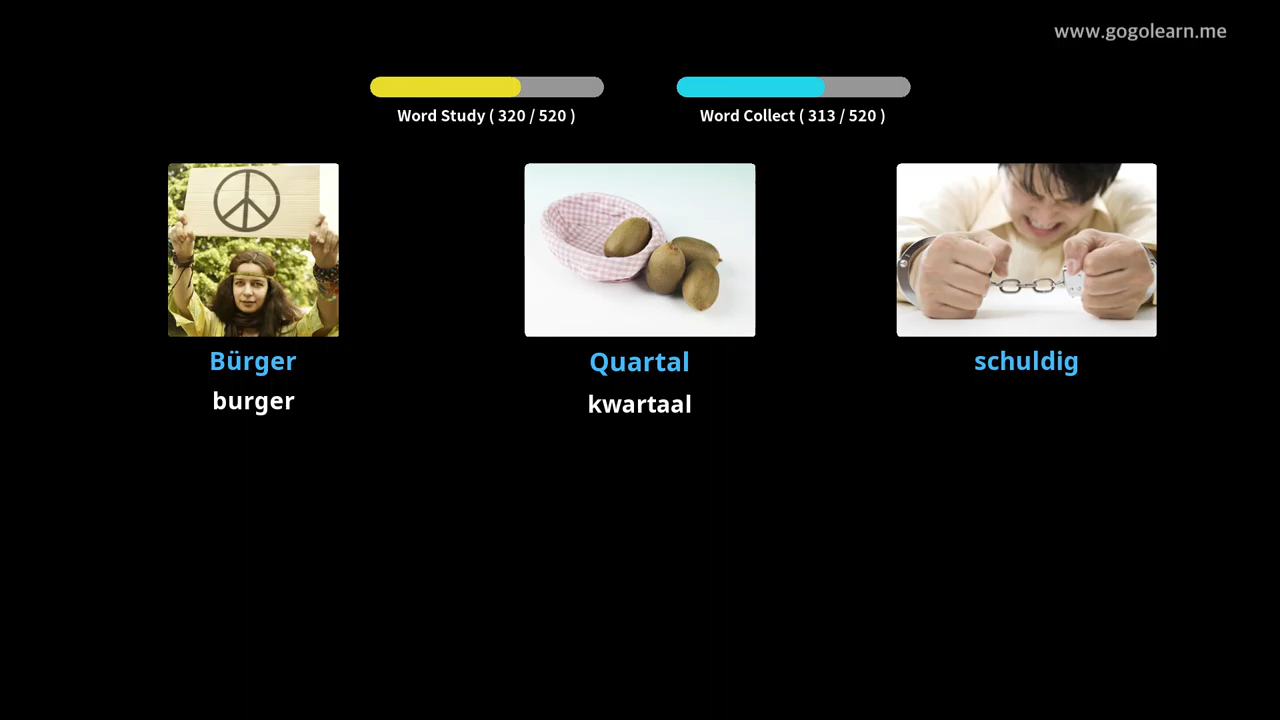 www.gogolearn.me
Word Study ( 320 / 520 )
Word Collect ( 313 / 520 )
Bürger
burger
Quartal
kwartaal
schuldig